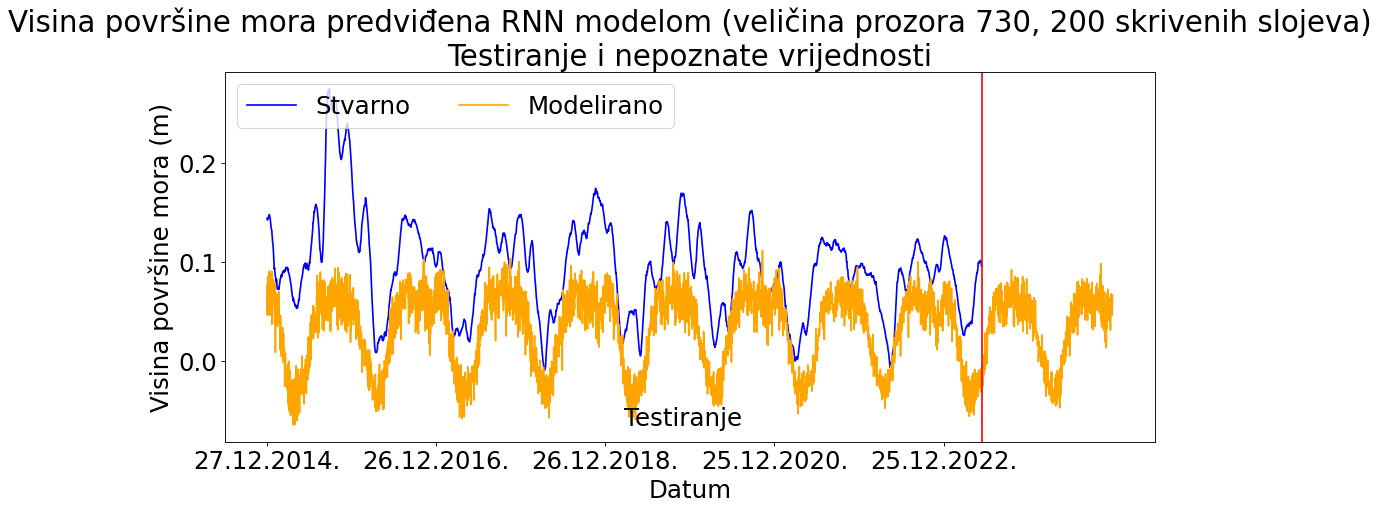 Visina površine mora predviđena RNN modelom (veličina prozora 730, 200 skrivenih slojeva)
Testiranje i nepoznate vrijednosti
Stvarno Modelirano
Visina površine mora (m)
0.2
0.1
0.0
Testiranje
27.12.2014. 26.12.2016. 26.12.2018. 25.12.2020. 25.12.2022.
Datum